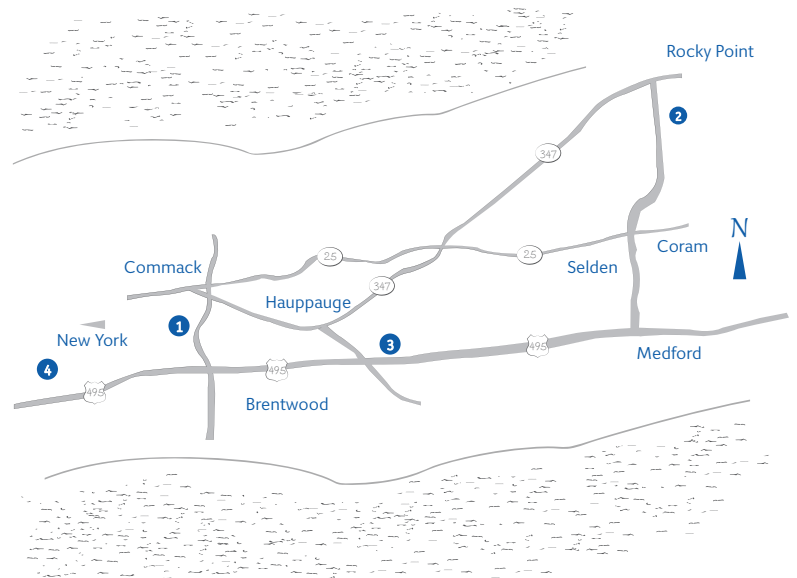 Rocky Point
2
347
N
25
25
Coram
Commack
Selden
347
Hauppauge
1
New York
3
495
Medford
4
495
495
Brentwood